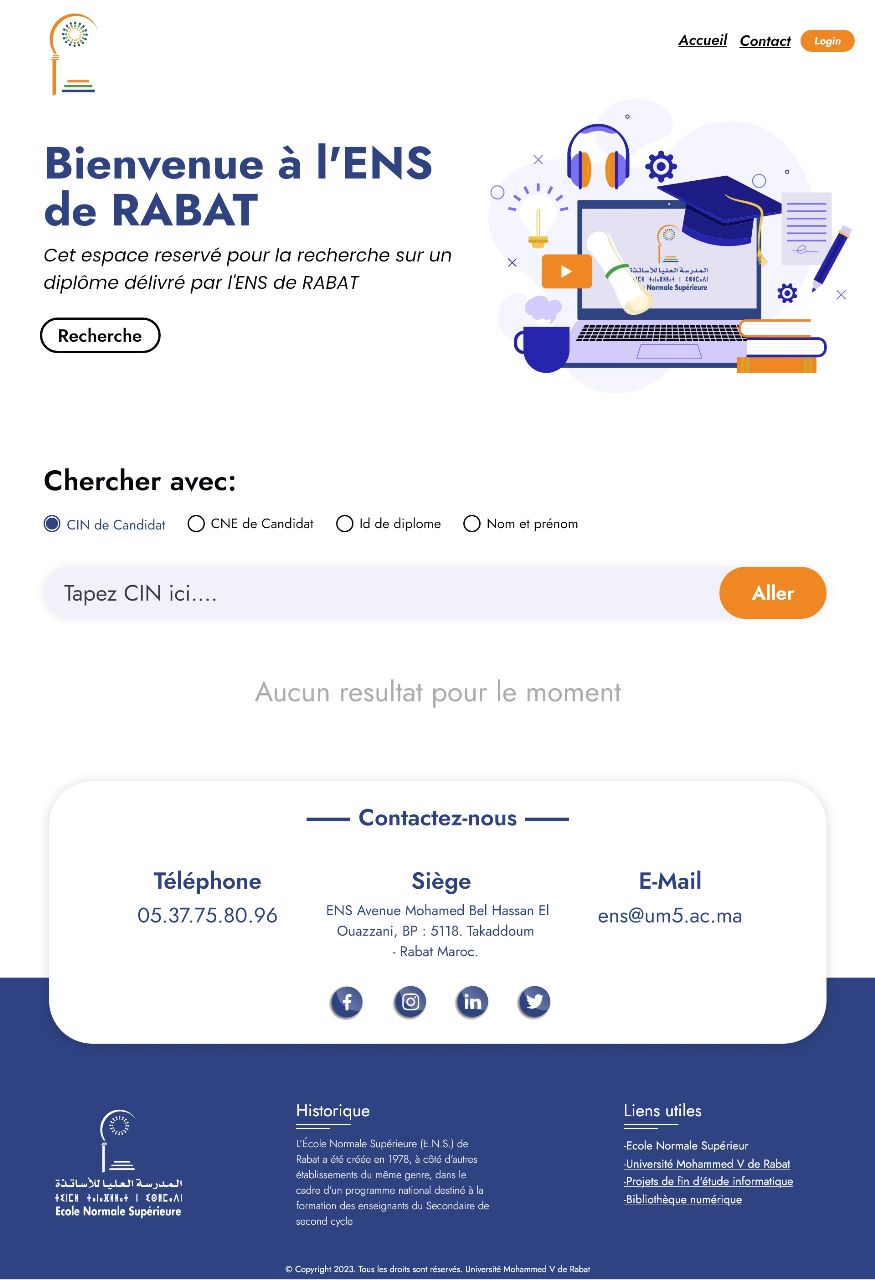 Accueil Contact Login
Bienvenue à l'ENS
de RABAT
Cet espace reservé pour la recherche sur un
diplôme délivré par l'ENS de RABAT
Recherche
المدرسة العليا للأساتذة
Normale Supérieure
Chercher avec:
CIN de Candidat CNE de Candidat Id de diplome Nom et prénom
Tapez CIN ici....
Aller
Aucun resultat pour le moment
Contactez-nous
Téléphone
05.37.75.80.96
Siège
ENS Avenue Mohamed Bel Hassan El
Ouazzani, BP : 5118. Takaddoum
- Rabat Maroc.
E-Mail
ens@um5.ac.ma
المدرسة العليا للأساتذة
Ecole Normale Supérieure
Historique
L'École Normale Supérieure (E.N.S.) de
Rabat a été créée en 1978, à côté d'autres
établissements du même genre, dans le
cadre d'un programme national destiné à la
formation des enseignants du Secondaire de
second cycle
Liens utiles
-Ecole Normale Supérieur
-Université Mohammed V de Rabat
-Projets de fin d'étude informatique
-Bibliothèque numérique
© Copyright 2023. Tous les droits sont réservés. Université Mohammed V de Rabat